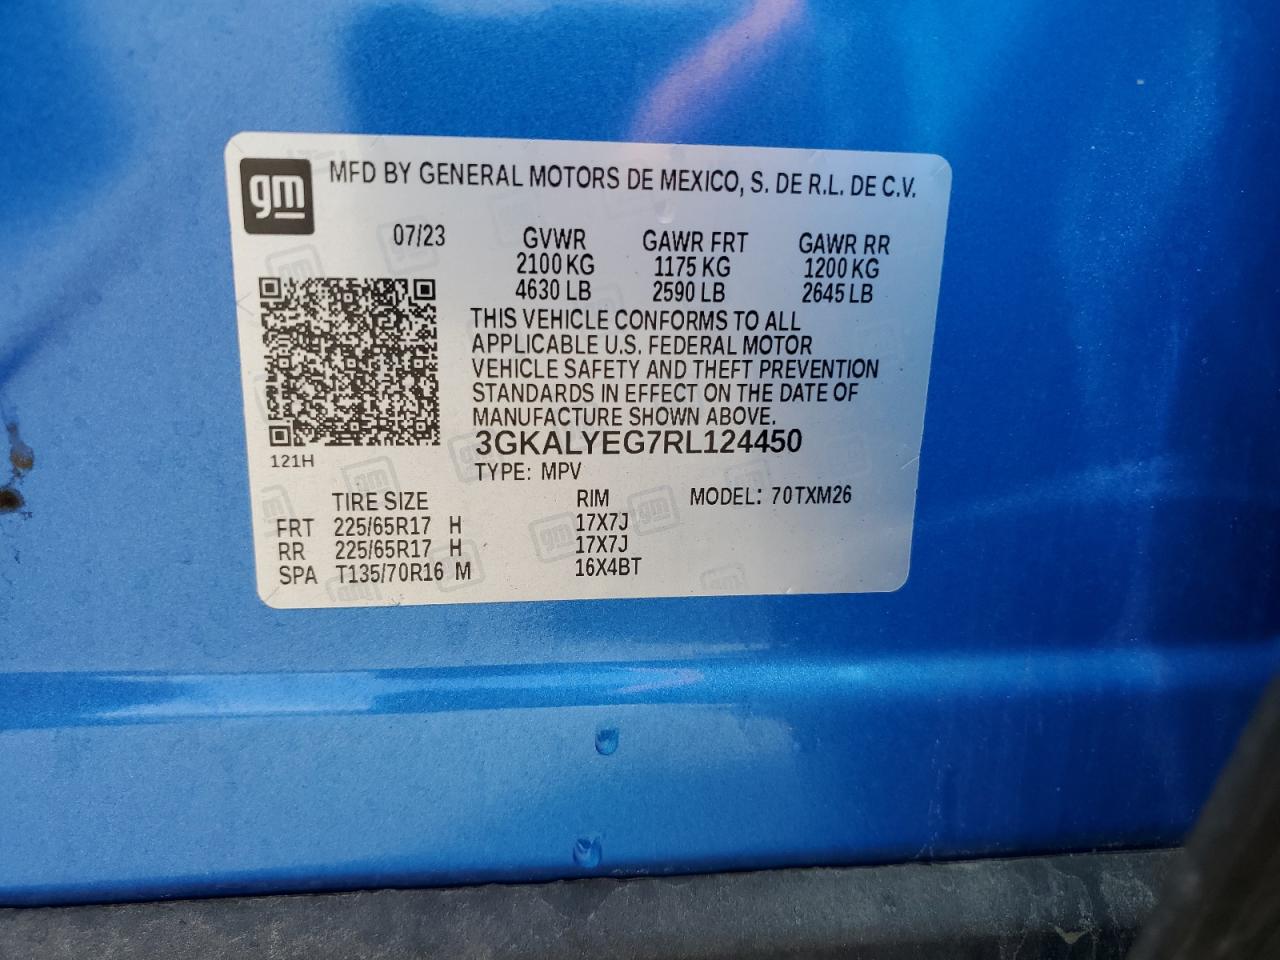 gm
MFD BY GENERAL MOTORS DE MEXICO, S. DE R.L. DE C.V.
07/23 GVWR GAWR FRT GAWR RR
2100 KG 1175 KG 1200 KG
4630 LB 2590 LB 2645 LB
THIS VEHICLE CONFORMS TO ALL
APPLICABLE U.S. FEDERAL MOTOR
VEHICLE SAFETY AND THEFT PREVENTION
STANDARDS IN EFFECT ON THE DATE OF
MANUFACTURE SHOWN ABOVE.
3GKALYEG7RL124450
121H
TYPE: MPV
TIRE SIZE RIM MODEL: 70TXM26
FRT 225/65R17 H 17X7J
RR 225/65R17 H 17X7J
SPA T135/70R16 M 16X4BT